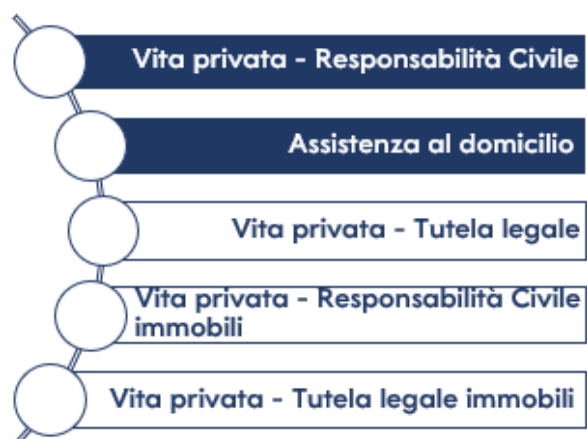 Vita privata - Responsabilità Civile
Assistenza al domicilio
Vita privata - Tutela legale
Vita privata - Responsabilità Civile
immobili
Vita privata - Tutela legale immobili